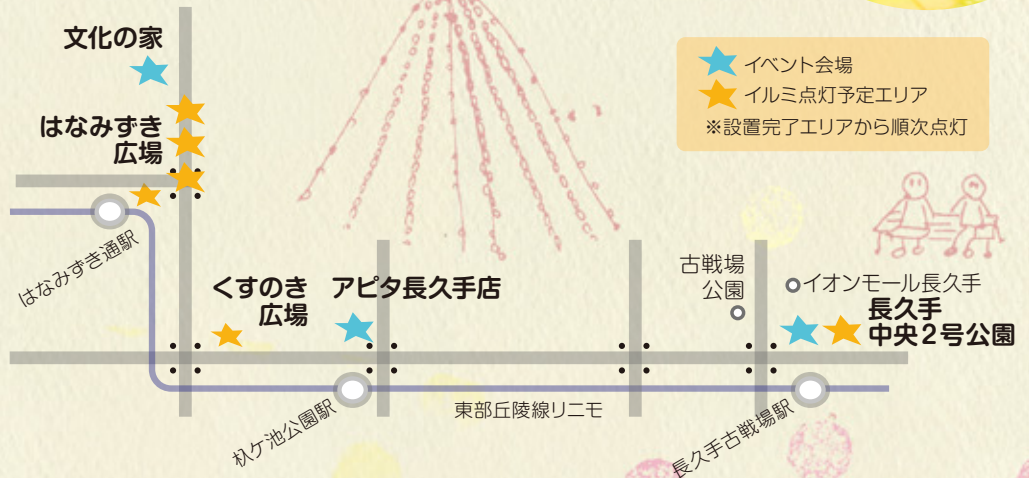 文化の家
イベント会場
イルミ点灯予定エリア
※設置完了エリアから順次点灯
はなみずき
広場
はなみずき通駅
くすのき
広場
アピタ長久手店
古戦場
公園
イオンモール長久手
長久手
中央2号公園
杁ケ池公園駅
東部丘陵線リニモ
長久手古戦場駅